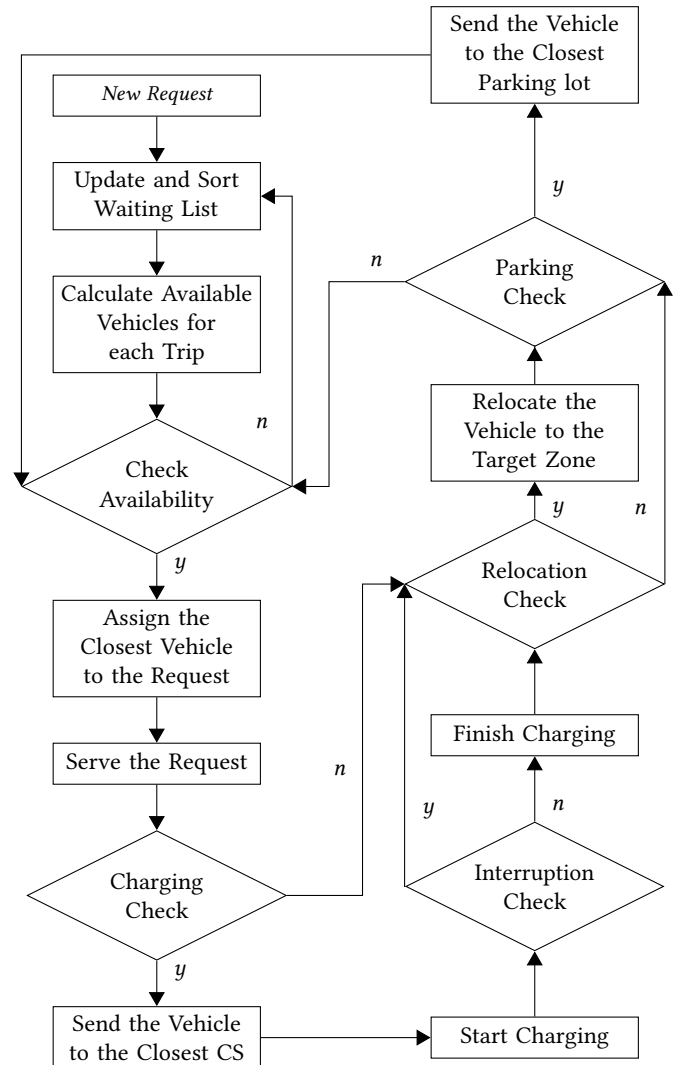 New Request
Update and Sort
Waiting List
Calculate Available
Vehicles for
each Trip
n
Check
Availability
y
Assign the
Closest Vehicle
to the Request
Serve the Request
Charging
Check
n
y
Send the Vehicle
to the Closest CS
Start Charging
Interruption
Check
y
n
Finish Charging
Relocation
Check
y
n
Relocate the
Vehicle to the
Target Zone
Parking
Check
n
y
Send the Vehicle
to the Closest
Parking lot